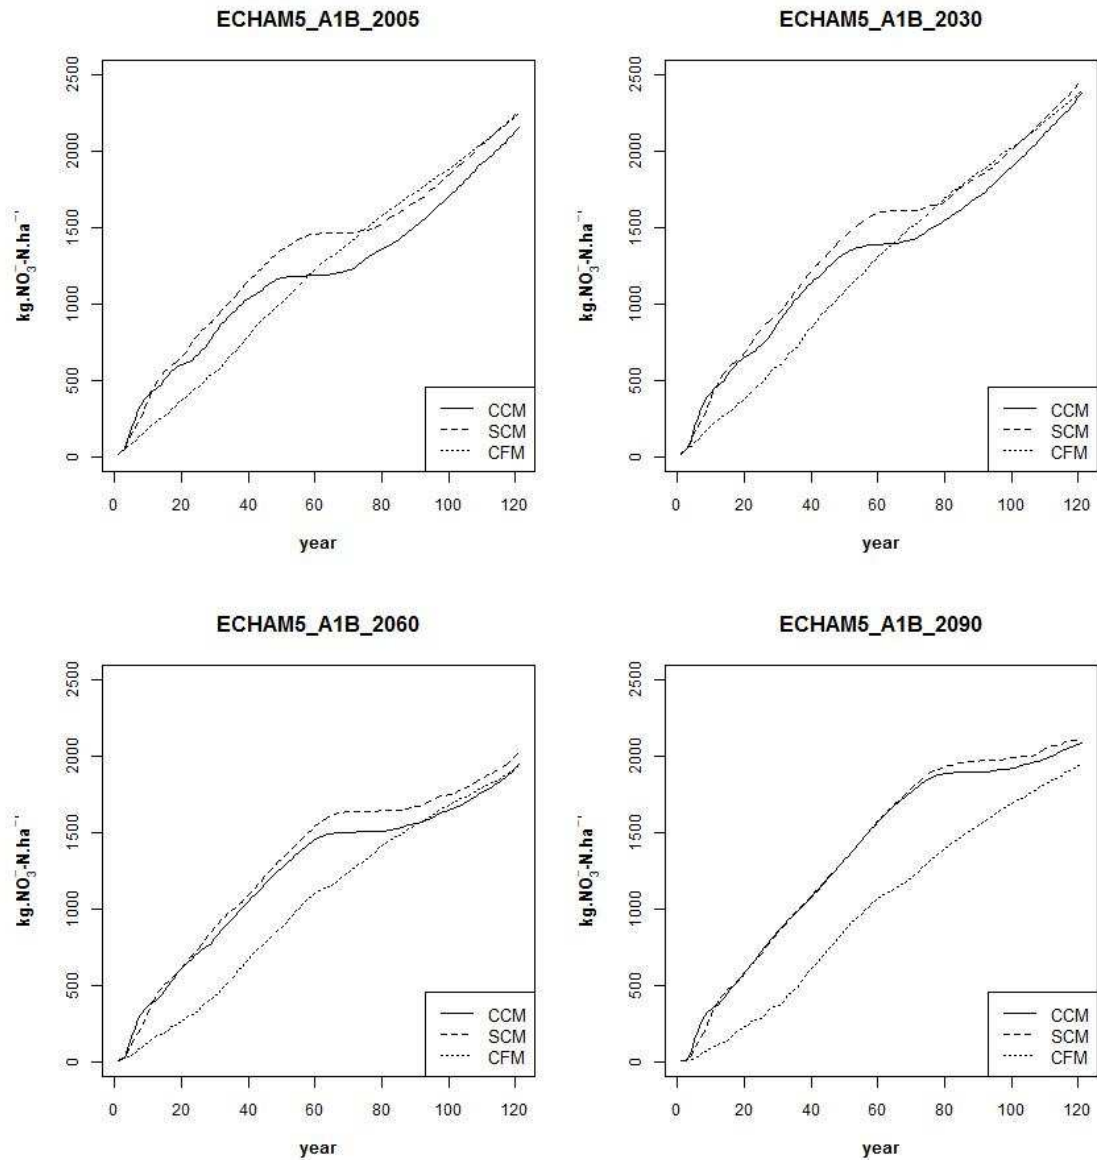 ECHAM5_A1B_2005
2500
2000
1500
1000
500
0
kg.NO₃⁻-N.ha⁻¹
0 20 40 60 80 100 120
year
CCM
SCM
CFM
ECHAM5_A1B_2030
2500
2000
1500
1000
500
0
kg.NO₃⁻-N.ha⁻¹
0 20 40 60 80 100 120
year
CCM
SCM
CFM
ECHAM5_A1B_2060
2500
2000
1500
1000
500
0
kg.NO₃⁻-N.ha⁻¹
0 20 40 60 80 100 120
year
CCM
SCM
CFM
ECHAM5_A1B_2090
2500
2000
1500
1000
500
0
kg.NO₃⁻-N.ha⁻¹
0 20 40 60 80 100 120
year
CCM
SCM
CFM